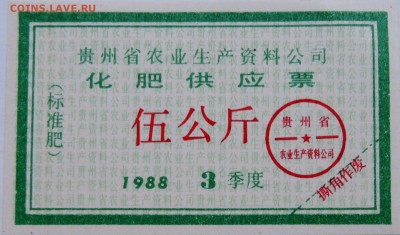 COINS.ЛАВЕ.RU
贵州省农业生产资料公司
化肥供应票
(标准肥)
伍公斤
贵州省
农业生产资料公司
1988 3 季度
撕角作废